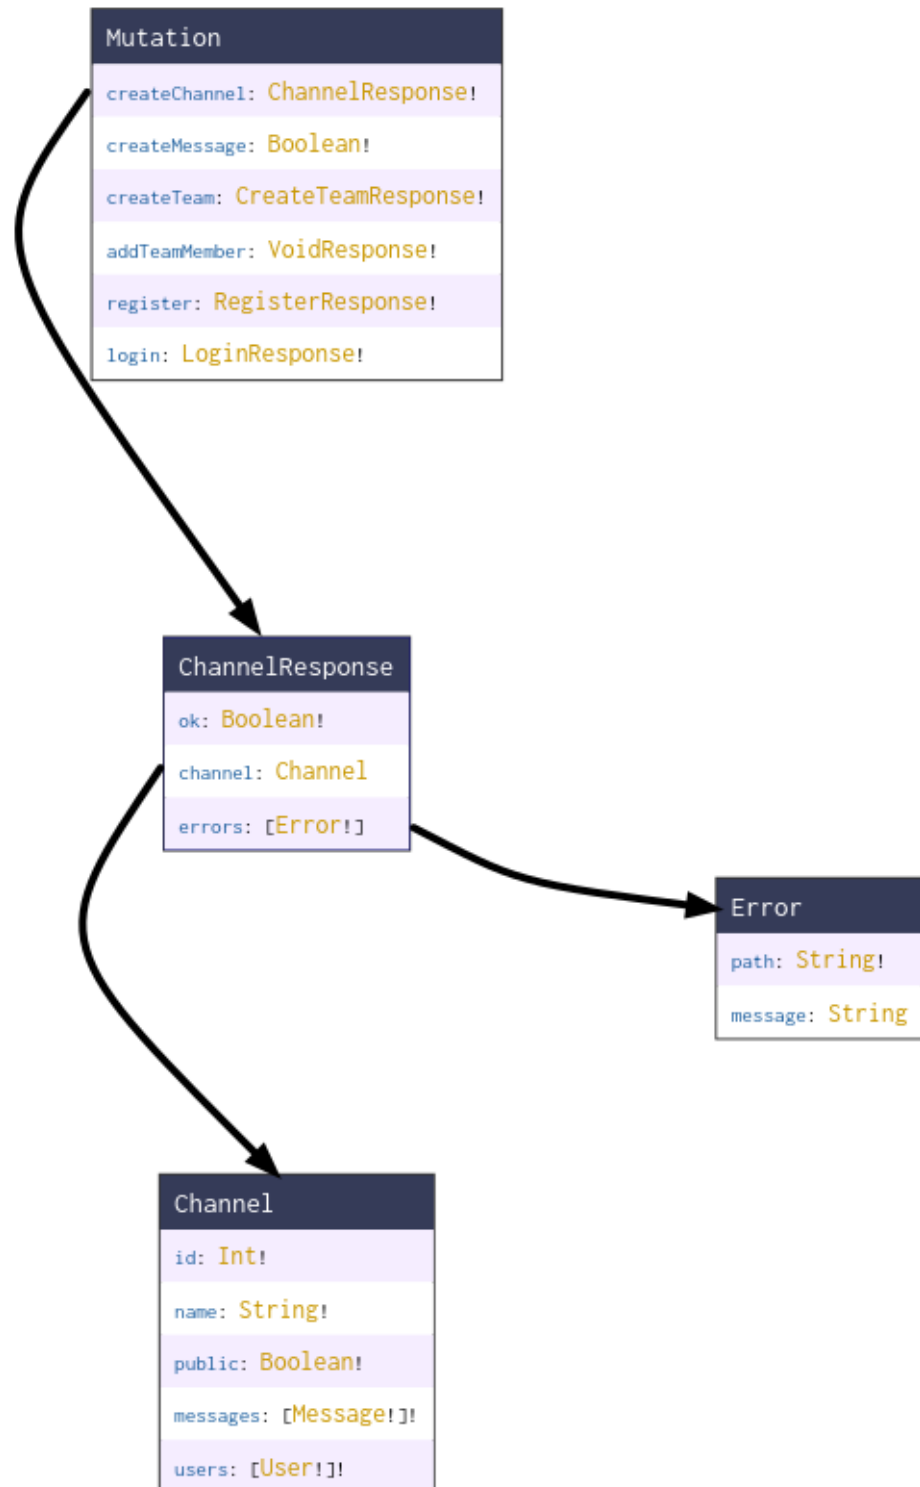 Mutation
createChannel: ChannelResponse!
createMessage: Boolean!
createTeam: CreateTeamResponse!
addTeamMember: VoidResponse!
register: RegisterResponse!
login: LoginResponse!
ChannelResponse
ok: Boolean!
channel: Channel
errors: [Error!]
Error
path: String!
message: String
Channel
id: Int!
name: String!
public: Boolean!
messages: [Message!]!
users: [User!]!